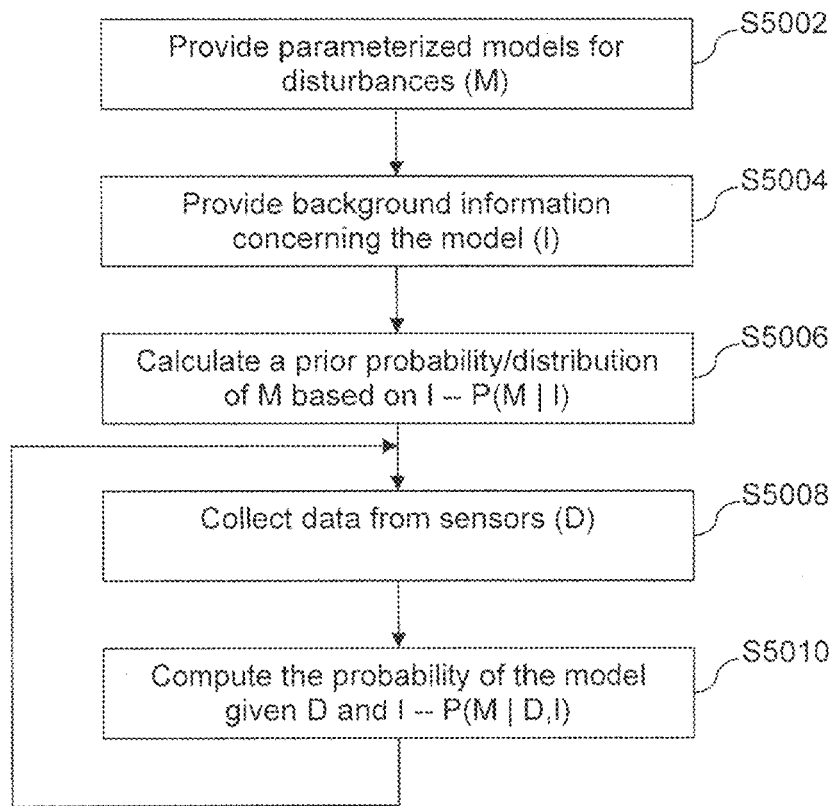 S5002
Provide parameterized models for
disturbances (M)
S5004
Provide background information
concerning the model (I)
S5006
Calculate a prior probability/distribution
of M based on I -- P(M | I)
S5008
Collect data from sensors (D)
S5010
Compute the probability of the model
given D and I -- P(M | D,I)